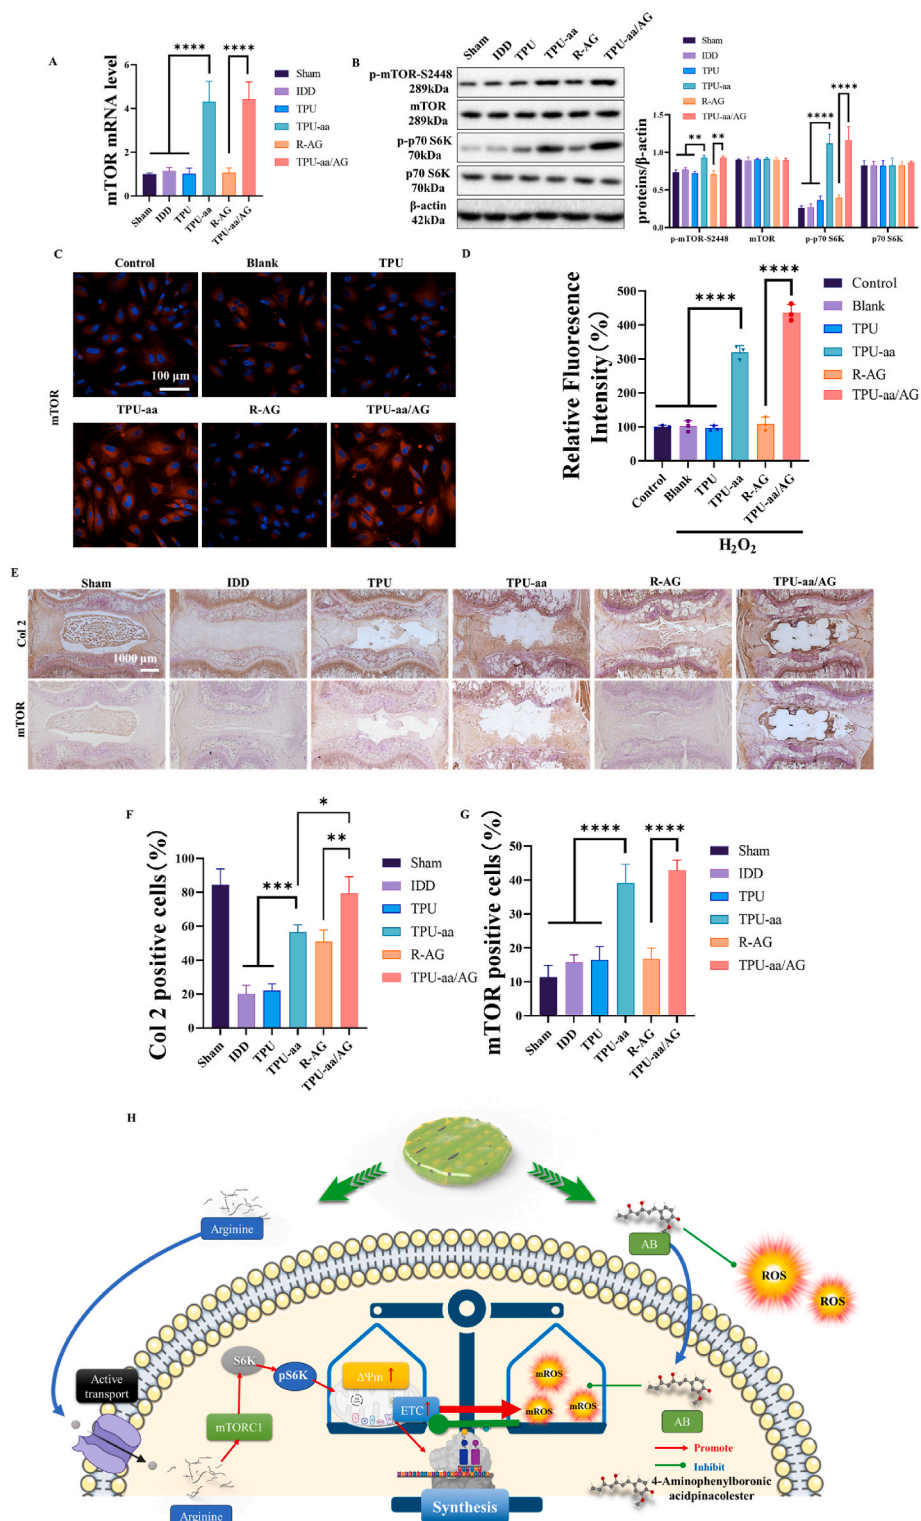 A
mTOR mRNA level
8
6
4
2
0
****
****
Sham
IDD
TPU
TPU-aa
R-AG
TPU-aa/AG
Sham
IDD
TPU
TPU-aa
R-AG
TPU-aa/AG
B
Sham
IDD
TPU
TPU-aa
R-AG
TPU-aa/AG
p-mTOR-S2448
289kDa
mTOR
289kDa
p-p70 S6K
70kDa
p70 S6K
70kDa
β-actin
42kDa
Sham
IDD
TPU
TPU-aa
R-AG
TPU-aa/AG
proteins/β-actin
1.5
1.0
0.5
0.0
**
**
****
****
p-mTOR-S2448
mTOR
p-p70 S6K
p70 S6K
C
Control
Blank
TPU
100 μm
mTOR
TPU-aa
R-AG
TPU-aa/AG
D
Relative Fluoresence
Intensity(%)
500
400
300
200
100
0
****
****
Control
Blank
TPU
TPU-aa
R-AG
TPU-aa/AG
H2O2
Control
Blank
TPU
TPU-aa
R-AG
TPU-aa/AG
E
Sham
IDD
TPU
TPU-aa
R-AG
TPU-aa/AG
Col 2
1000 μm
mTOR
F
Col 2 positive cells(%)
100
80
60
40
20
0
***
*
**
Sham
IDD
TPU
TPU-aa
R-AG
TPU-aa/AG
Sham
IDD
TPU
TPU-aa
R-AG
TPU-aa/AG
G
mTOR positive cells(%)
50
40
30
20
10
0
****
****
Sham
IDD
TPU
TPU-aa
R-AG
TPU-aa/AG
Sham
IDD
TPU
TPU-aa
R-AG
TPU-aa/AG
H
Arginine
AB
ROS
ROS
Active
transport
S6K
pS6K
mTORC1
ΔΨm
ETC
mROS
mROS
mROS
AB
Arginine
Synthesis
Promote
Inhibit
4-Aminophenylboronic
acidpinacolester